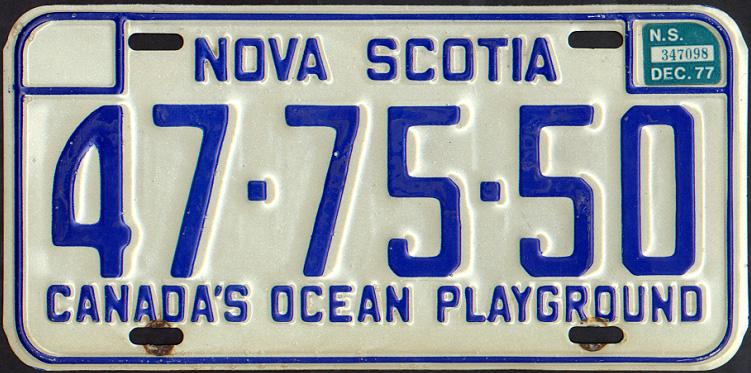 NOVA SCOTIA
N.S.
347098
DEC. 77
47·75·50
CANADA'S OCEAN PLAYGROUND